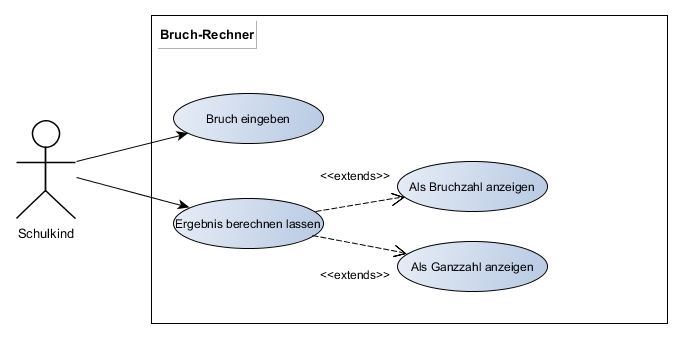 Bruch-Rechner
Bruch eingeben
<<extends>>
Als Bruchzahl anzeigen
Schulkind
Ergebnis berechnen lassen
Als Ganzzahl anzeigen
<<extends>>